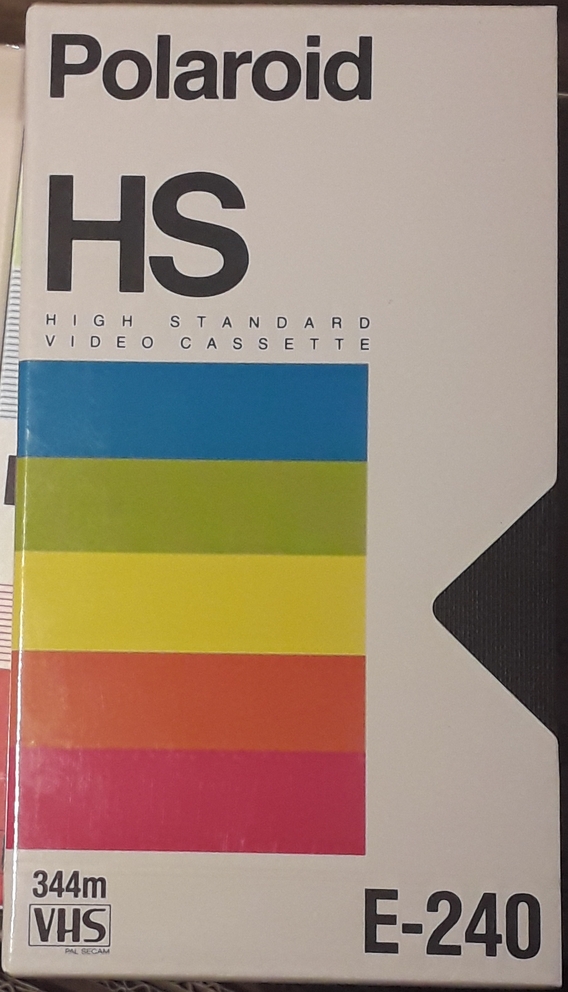 Polaroid
HS
HIGH STANDARD
VIDEO CASSETTE
344m
VHS
PAL SECAM
E-240